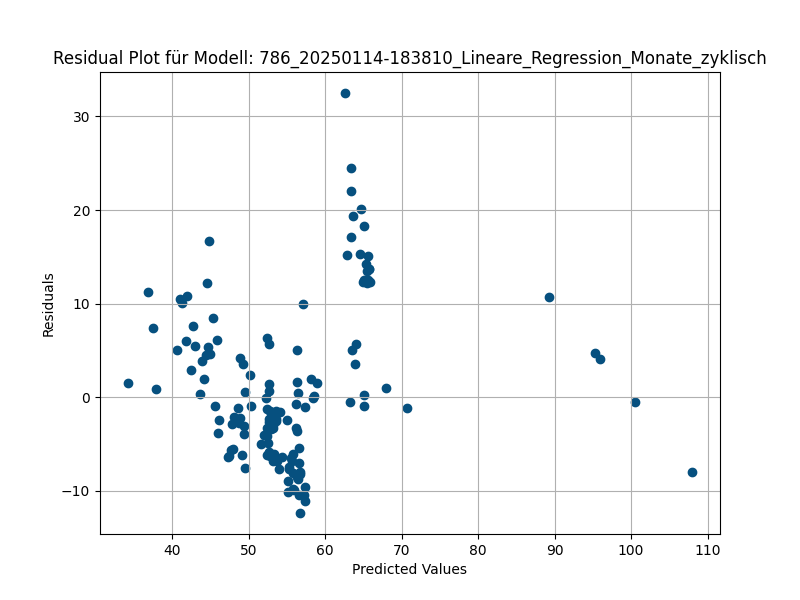 Residual Plot für Modell: 786_20250114-183810_Lineare_Regression_Monate_zyklisch
30
20
10
0
−10
Residuals
40 50 60 70 80 90 100 110
Predicted Values